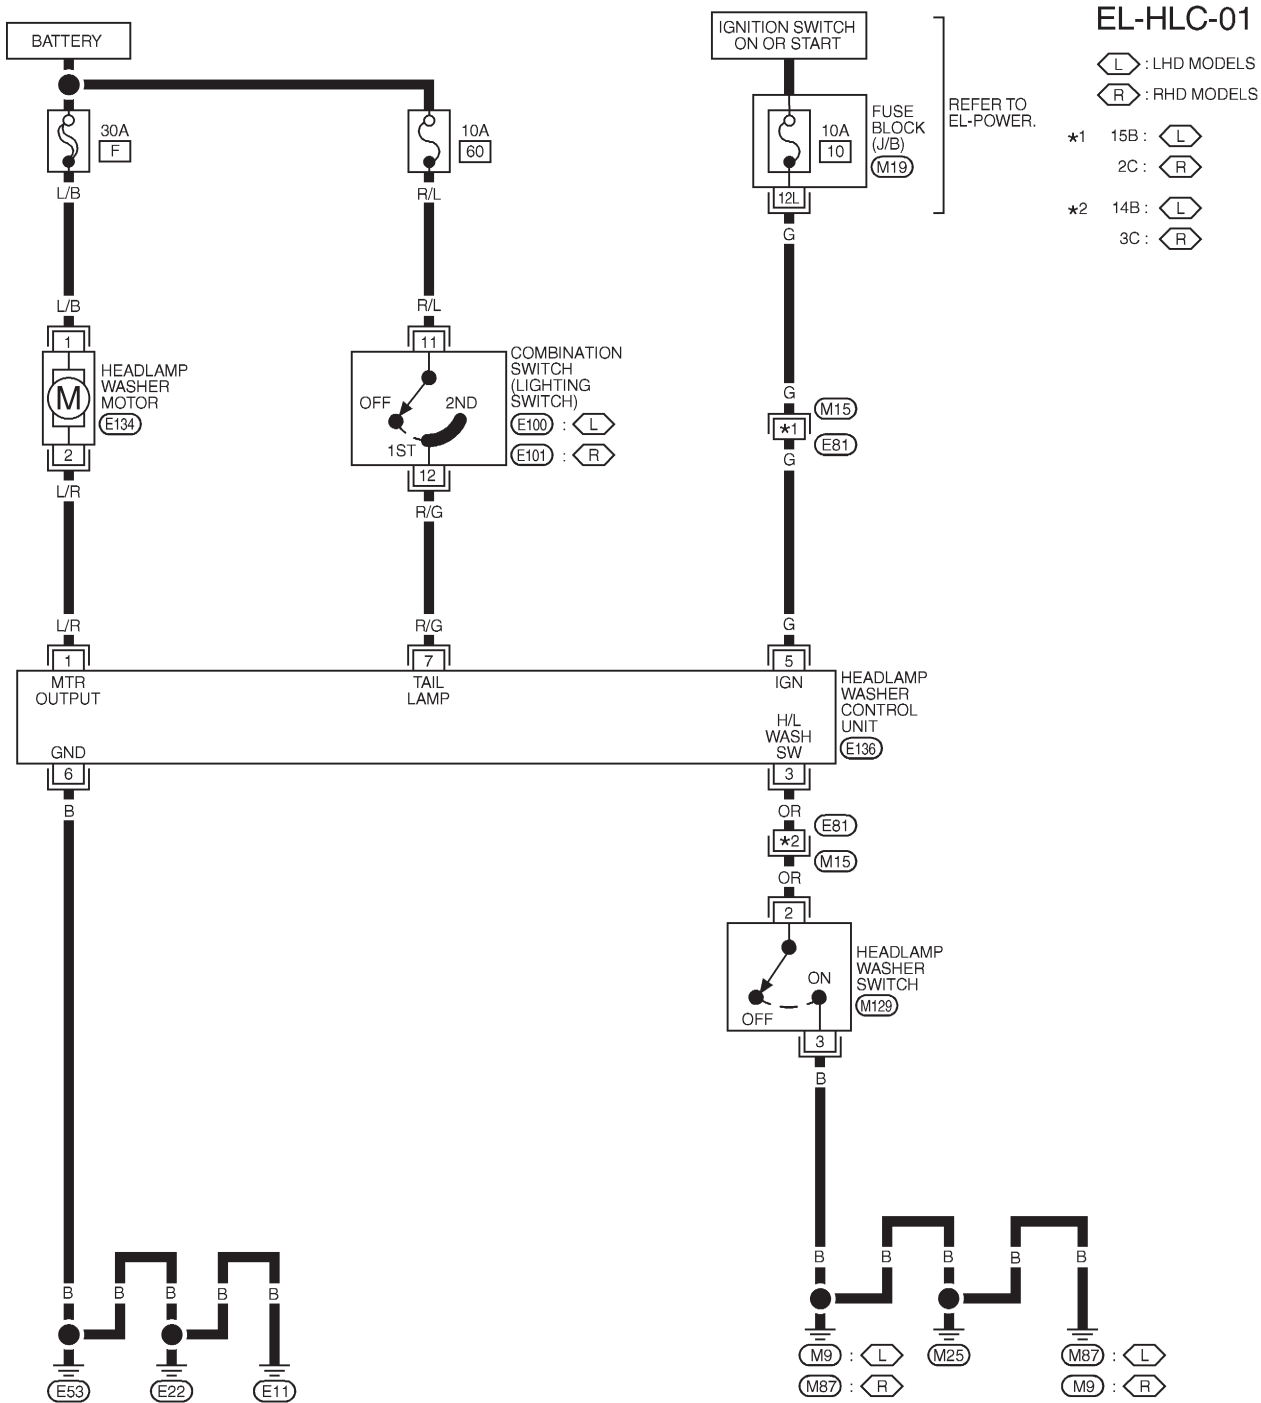 EL-HLC-01
BATTERY
IGNITION SWITCH
ON OR START
L : LHD MODELS
R : RHD MODELS
REFER TO
EL-POWER.
30A
F
10A
60
10A
10
FUSE
BLOCK
(J/B)
M19
*1 15B : L
2C : R
*2 14B : L
3C : R
L/B
R/L
12L
G
L/B
R/L
1
11
HEADLAMP
WASHER
MOTOR
E134
M
COMBINATION
SWITCH
(LIGHTING
SWITCH)
E100 : L
E101 : R
OFF
2ND
1ST
G
M15
*1
E81
G
2
12
L/R
R/G
L/R
R/G
G
1
7
5
MTR
OUTPUT
TAIL
LAMP
IGN
HEADLAMP
WASHER
CONTROL
UNIT
E136
H/L
WASH
SW
GND
6
3
B
OR
E81
*2
M15
OR
2
HEADLAMP
WASHER
SWITCH
M129
ON
OFF
3
B
B B B B B
B B B B B
M9 : L
M25
M87 : L
M87 : R
M9 : R
E53
E22
E11